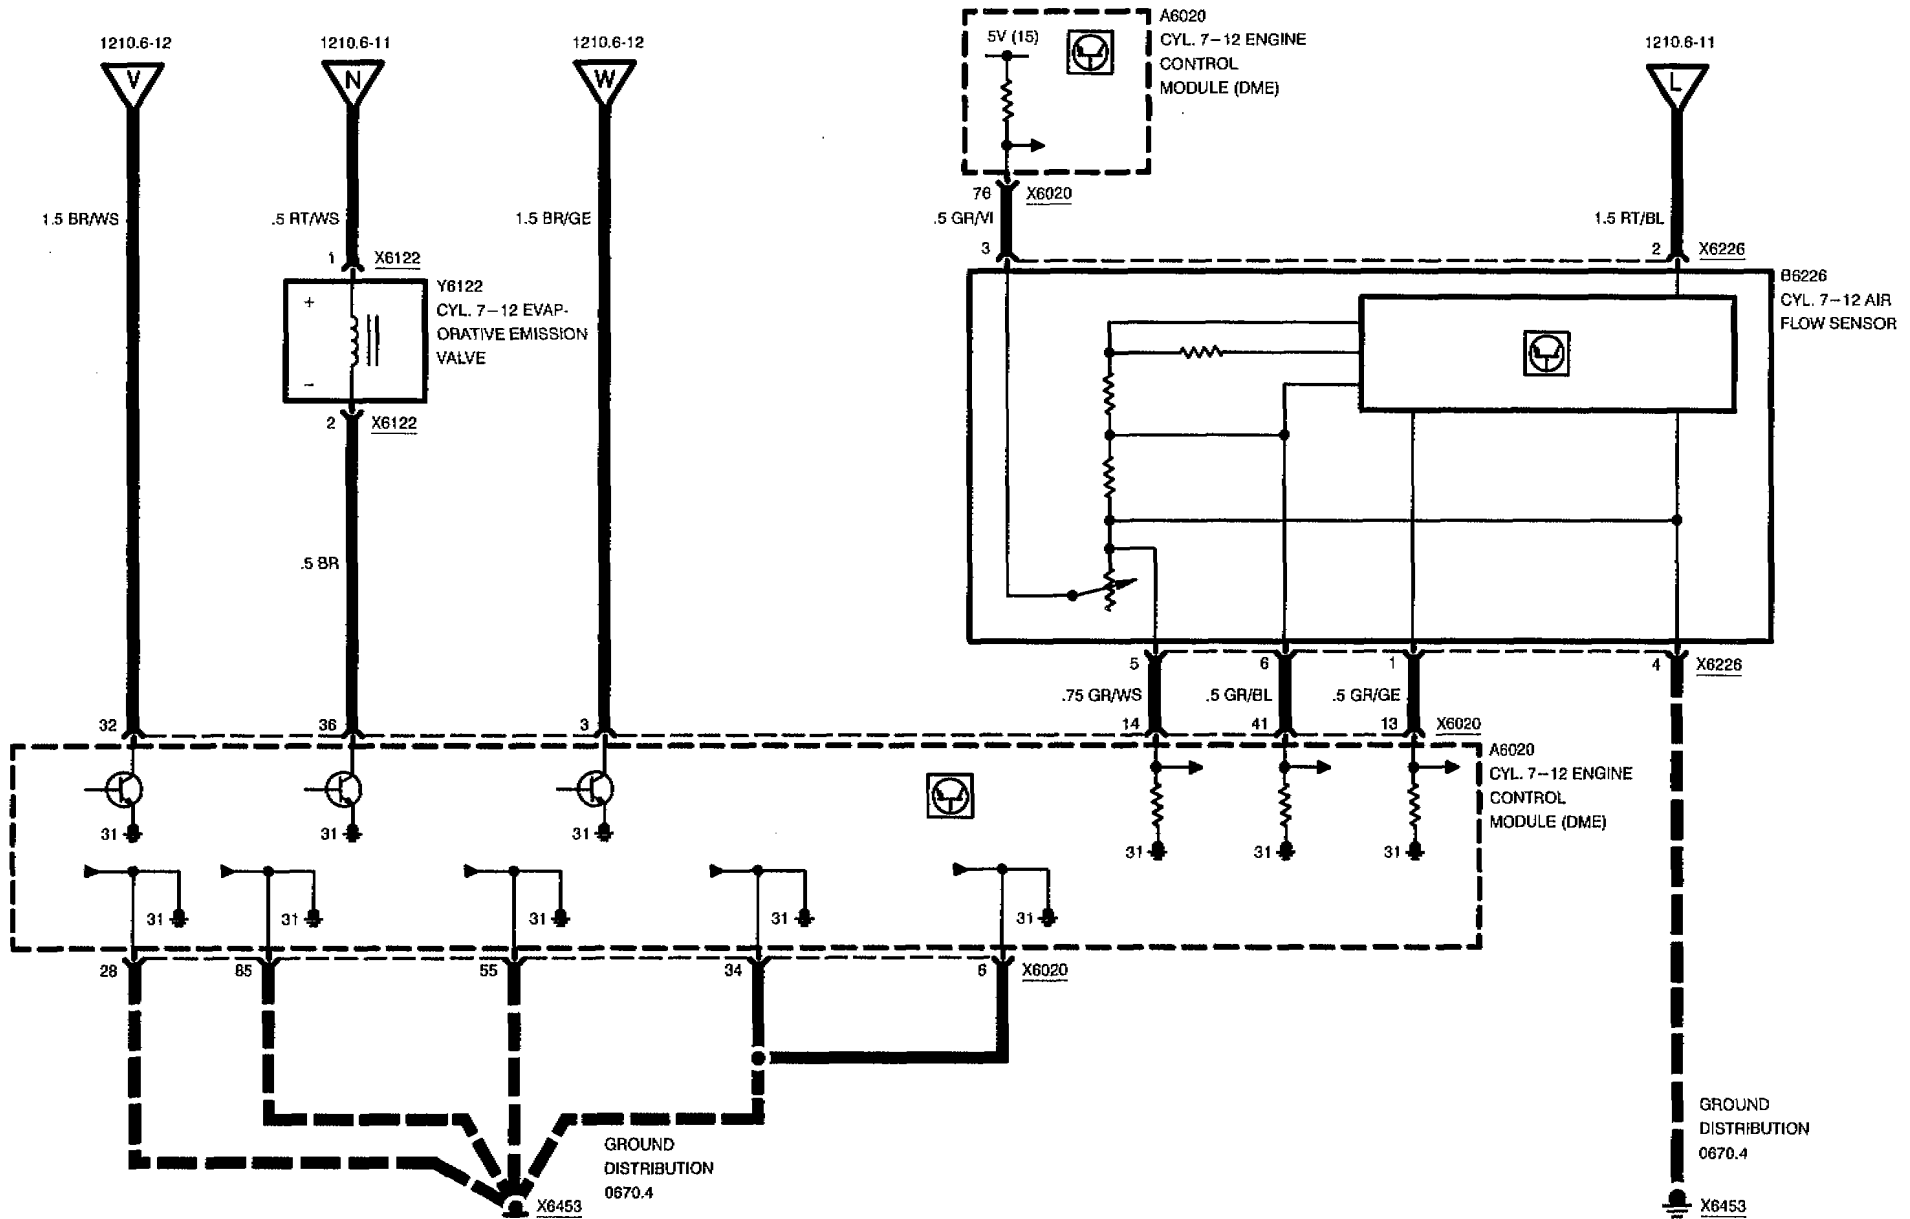 1210.6-12
1210.6-11
1210.6-12
V
N
W
5V (15)
A6020
CYL. 7-12 ENGINE
CONTROL
MODULE (DME)
1210.6-11
L
76 X6020
1.5 BR/WS
.5 RT/WS
1.5 BR/GE
.5 GR/VI
1.5 RT/BL
1 X6122
3
2 X6226
Y6122
CYL. 7-12 EVAP-
ORATIVE EMISSION
VALVE
+
-
B6226
CYL. 7-12 AIR
FLOW SENSOR
2 X6122
.5 BR
5
6
1
4 X6226
.75 GR/WS
.5 GR/BL
.5 GR/GE
32
36
3
14
41
13 X6020
A6020
CYL. 7-12 ENGINE
CONTROL
MODULE (DME)
31
31
31
31
31
31
31
31
31
31
31
28
85
55
34
6 X6020
GROUND
DISTRIBUTION
0670.4
X6453
GROUND
DISTRIBUTION
0670.4
X6453